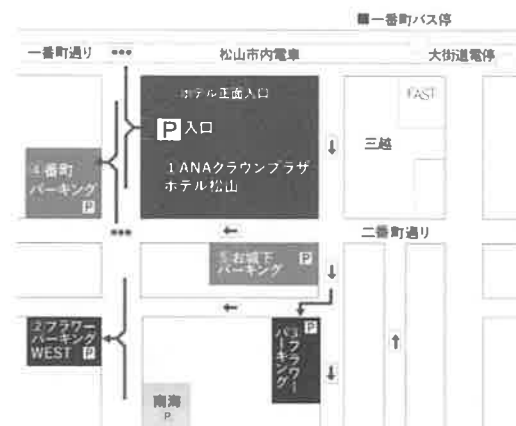 ■一番町バス停
一番町通り
松山市内電車
大街道電停
ホテル正面入口
P 入口
FAST
三越
1 ANAクラウンプラザ
ホテル松山
④番町
パーキング
P
二番町通り
⑤お城下
パーキング
P
②フラワー
パーキング
WEST P
P
③フラワー
パーキング
南海
P